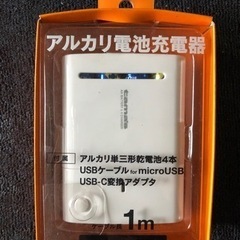 アルカリ電池充電器
付属
アルカリ単三形乾電池4本
USBケーブル for microUSB
USB-C変換アダプタ
1m